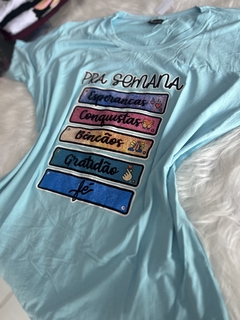 PRA SEMANA
Esperanças
Conquistas
Bênçãos
Gratidão
fé